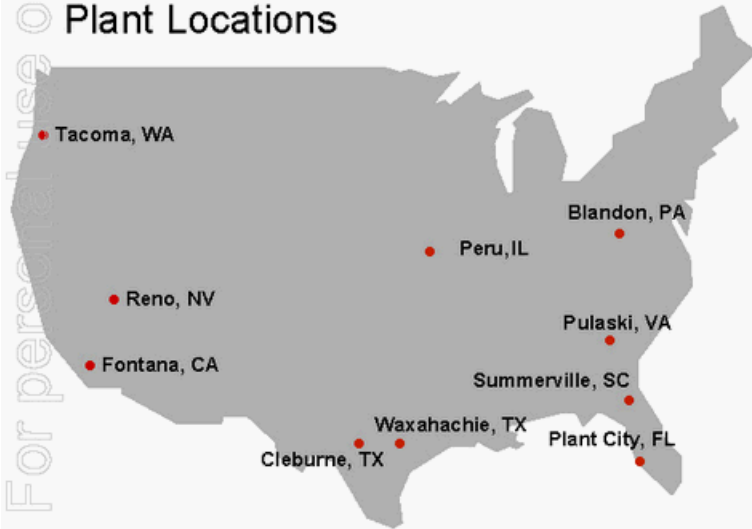 Plant Locations
For personal use o
Tacoma, WA
Blandon, PA
Peru,IL
Reno, NV
Pulaski, VA
Fontana, CA
Summerville, SC
Waxahachie, TX
Plant City, FL
Cleburne, TX